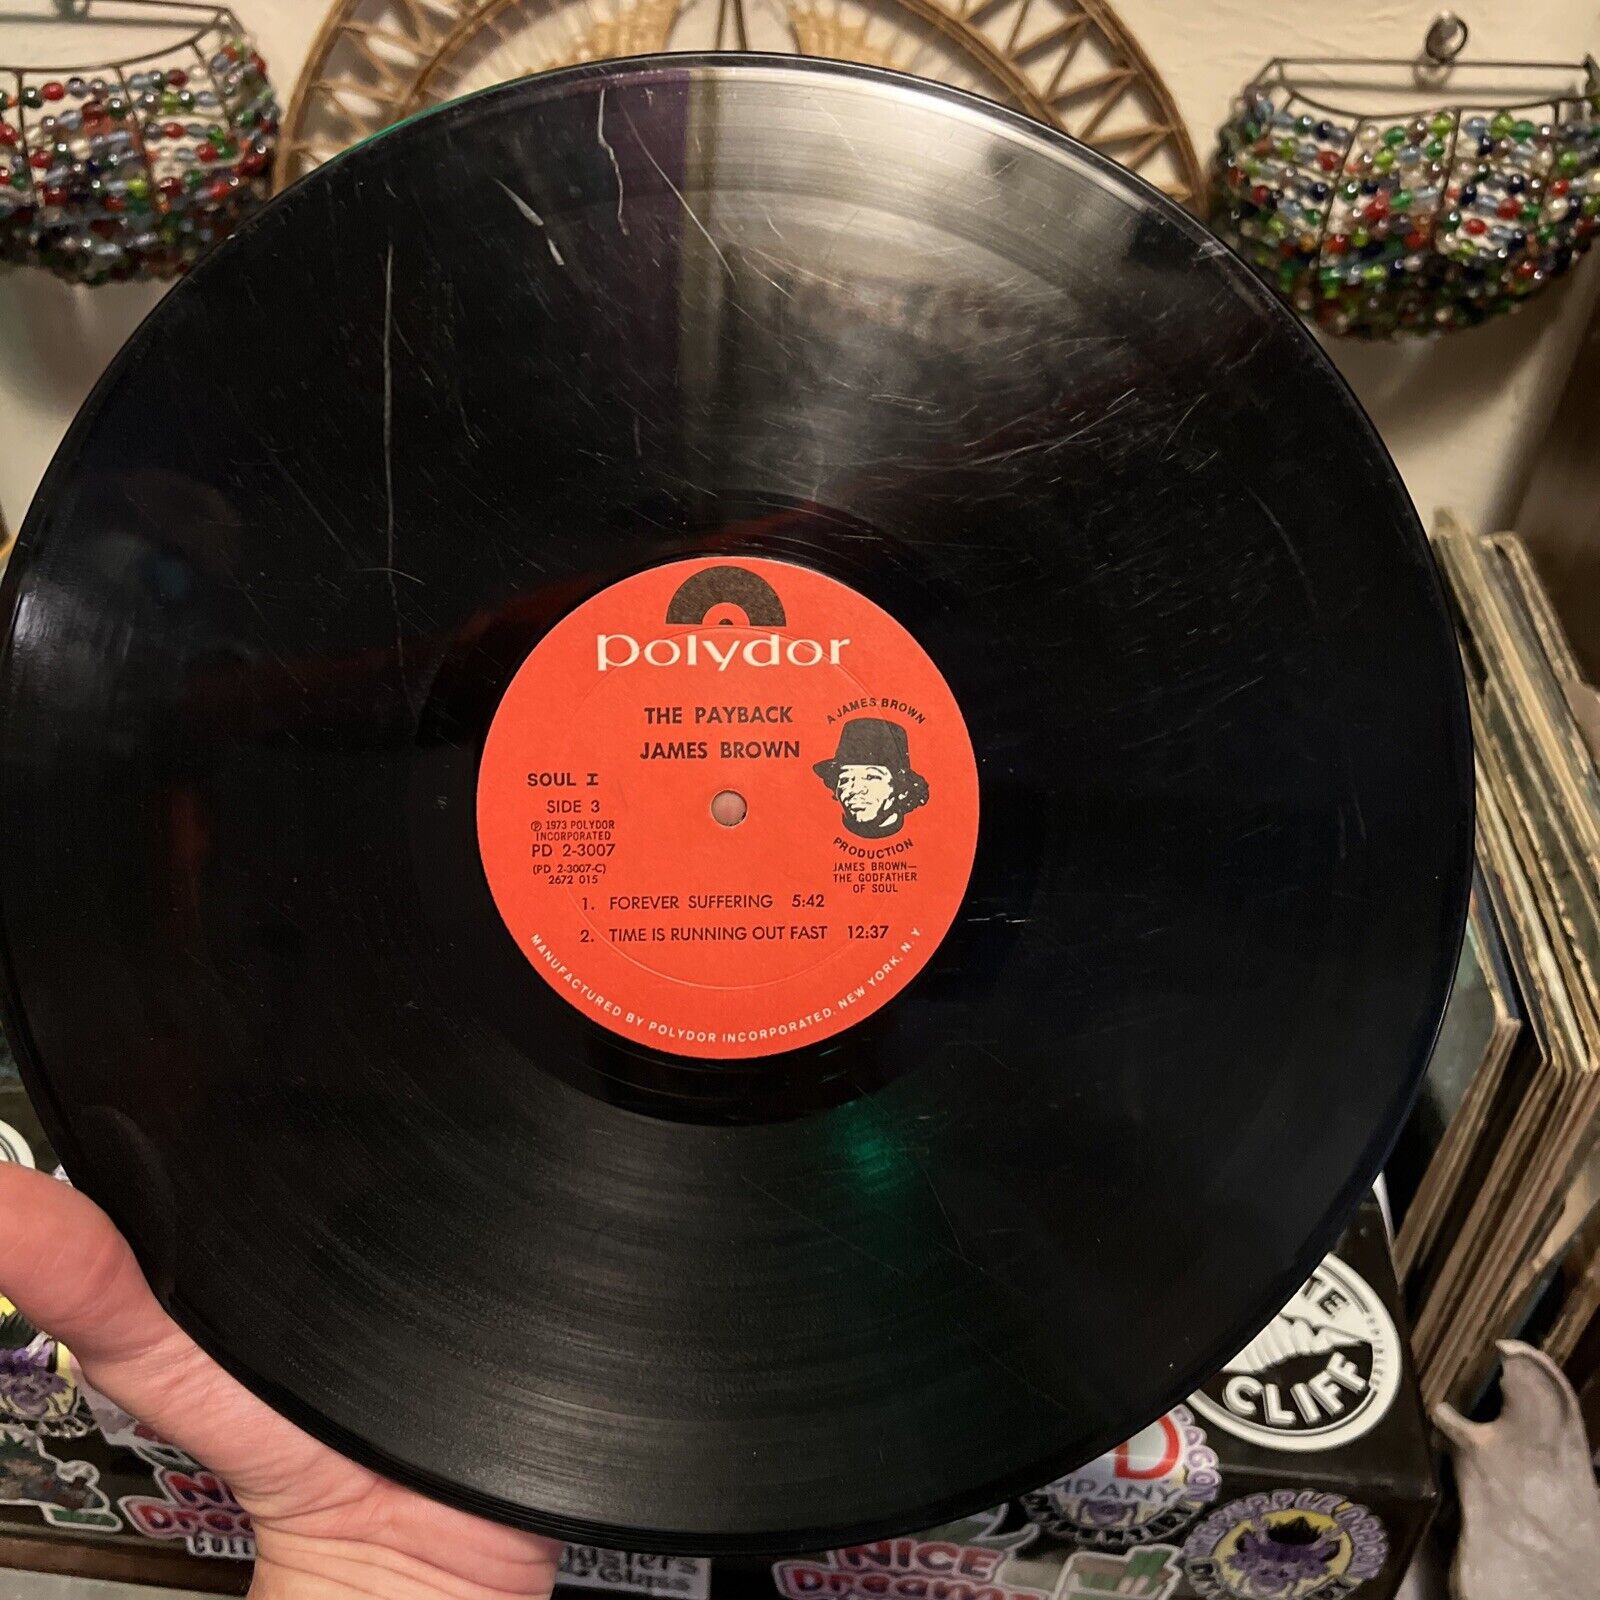 polydor
THE PAYBACK
JAMES BROWN
A JAMES BROWN
PRODUCTION
JAMES BROWN—
THE GODFATHER
OF SOUL
SOUL I
SIDE 3
℗ 1973 POLYDOR
INCORPORATED
PD 2-3007
(PD 2-3007-C)
2672 015
1. FOREVER SUFFERING 5:42
2. TIME IS RUNNING OUT FAST 12:37
MANUFACTURED BY POLYDOR INCORPORATED, NEW YORK, N.Y.
CLIFF
NICE